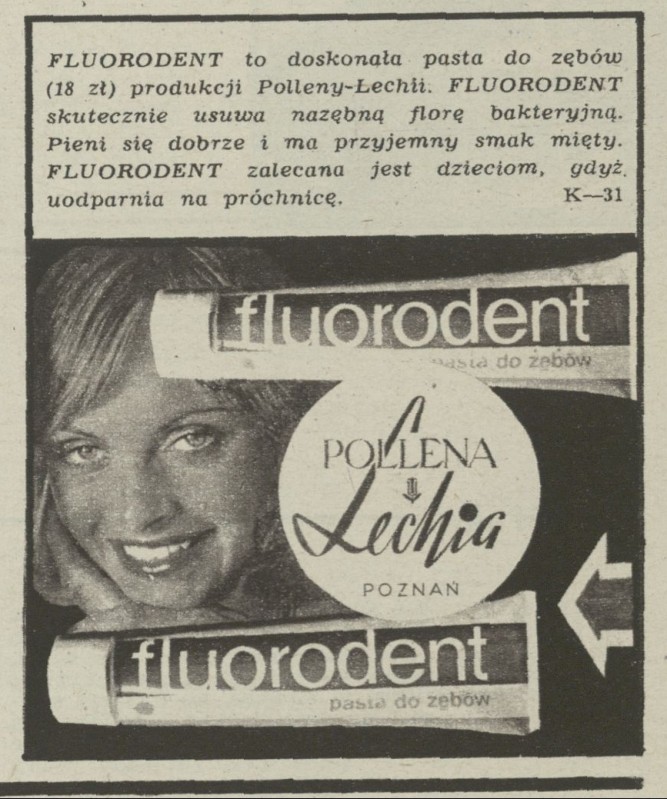 FLUORODENT to doskonała pasta do zębów
(18 zł) produkcji Polleny-Lechii. FLUORODENT
skutecznie usuwa nazębną florę bakteryjną.
Pieni się dobrze i ma przyjemny smak mięty.
FLUORODENT zalecana jest dzieciom, gdyż
uodparnia na próchnicę. K—31
fluorodent
pasta do zębów
POLLENA
Lechia
POZNAŃ
fluorodent
pasta do zębów